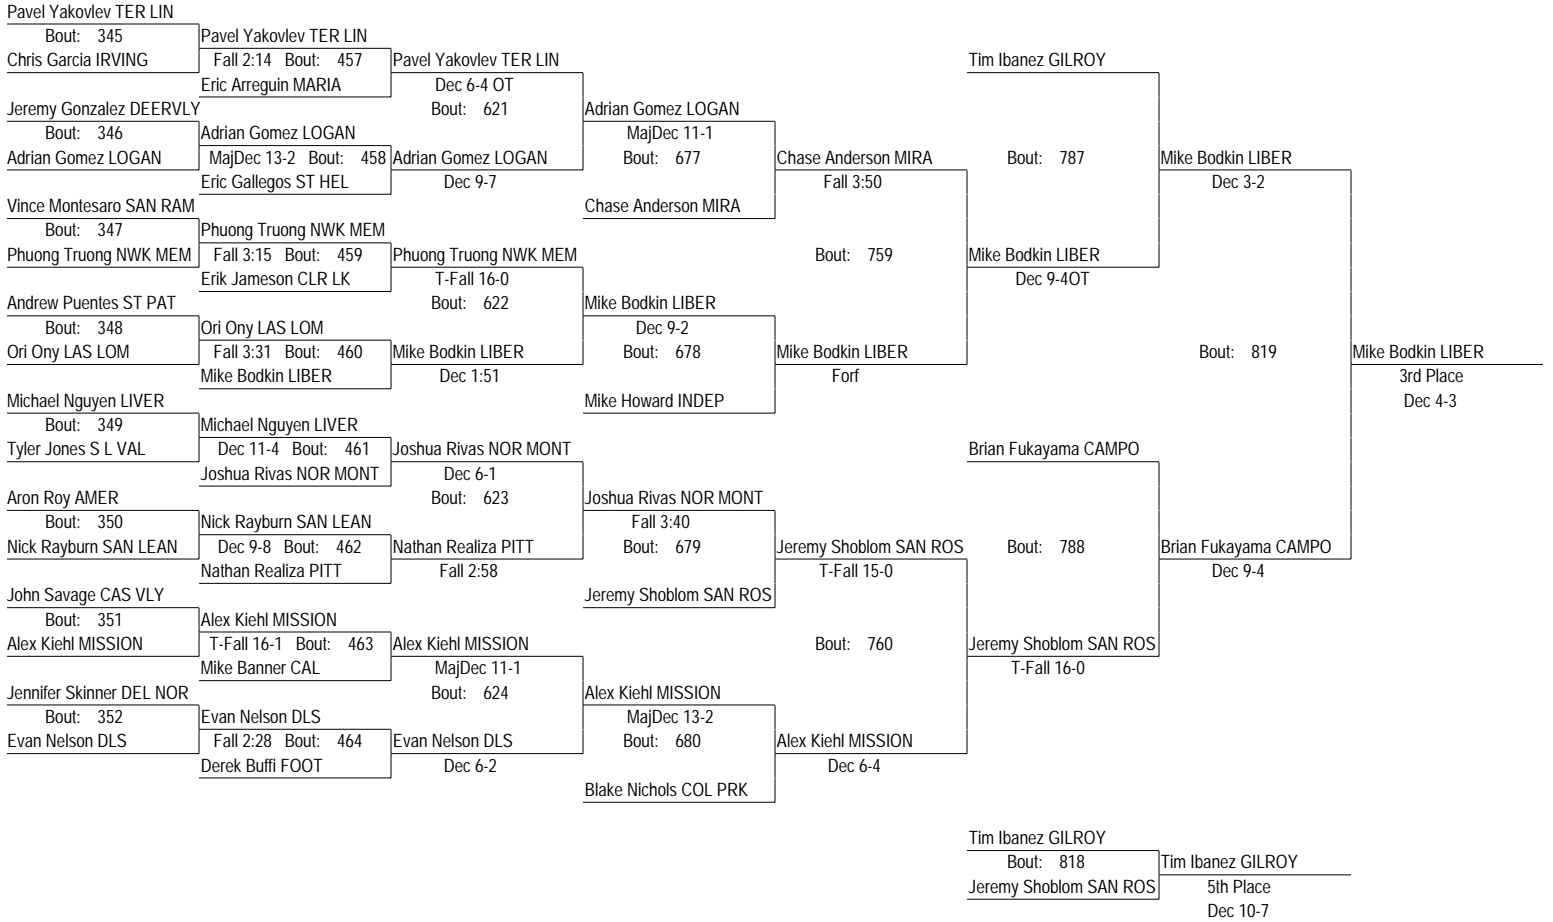 Pavel Yakovlev TER LIN
Bout: 345
Chris Garcia IRVING
Jeremy Gonzalez DEERVLY
Bout: 346
Adrian Gomez LOGAN
Vince Montesaro SAN RAM
Bout: 347
Phuong Truong NWK MEM
Andrew Puentes ST PAT
Bout: 348
Ori Ony LAS LOM
Michael Nguyen LIVER
Bout: 349
Tyler Jones S L VAL
Aron Roy AMER
Bout: 350
Nick Rayburn SAN LEAN
John Savage CAS VLY
Bout: 351
Alex Kiehl MISSION
Jennifer Skinner DEL NOR
Bout: 352
Evan Nelson DLS
Pavel Yakovlev TER LIN
Fall 2:14 Bout: 457
Eric Arreguin MARIA
Adrian Gomez LOGAN
MajDec 13-2 Bout: 458
Eric Gallegos ST HEL
Phuong Truong NWK MEM
Fall 3:15 Bout: 459
Erik Jameson CLR LK
Ori Ony LAS LOM
Fall 3:31 Bout: 460
Mike Bodkin LIBER
Michael Nguyen LIVER
Dec 11-4 Bout: 461
Joshua Rivas NOR MONT
Nick Rayburn SAN LEAN
Dec 9-8 Bout: 462
Nathan Realiza PITT
Alex Kiehl MISSION
T-Fall 16-1 Bout: 463
Mike Banner CAL
Evan Nelson DLS
Fall 2:28 Bout: 464
Derek Buffi FOOT
Pavel Yakovlev TER LIN
Dec 6-4 OT
Bout: 621
Adrian Gomez LOGAN
Dec 9-7
Phuong Truong NWK MEM
T-Fall 16-0
Bout: 622
Mike Bodkin LIBER
Dec 1:51
Joshua Rivas NOR MONT
Dec 6-1
Bout: 623
Nathan Realiza PITT
Fall 2:58
Alex Kiehl MISSION
MajDec 11-1
Bout: 624
Evan Nelson DLS
Dec 6-2
Adrian Gomez LOGAN
MajDec 11-1
Bout: 677
Chase Anderson MIRA
Mike Bodkin LIBER
Dec 9-2
Bout: 678
Mike Howard INDEP
Joshua Rivas NOR MONT
Fall 3:40
Bout: 679
Jeremy Shoblom SAN ROS
Alex Kiehl MISSION
MajDec 13-2
Bout: 680
Blake Nichols COL PRK
Chase Anderson MIRA
Fall 3:50
Bout: 759
Mike Bodkin LIBER
Forf
Jeremy Shoblom SAN ROS
T-Fall 15-0
Bout: 760
Alex Kiehl MISSION
Dec 6-4
Tim Ibanez GILROY
Bout: 787
Mike Bodkin LIBER
Dec 9-4OT
Brian Fukayama CAMPO
Bout: 788
Jeremy Shoblom SAN ROS
T-Fall 16-0
Mike Bodkin LIBER
Dec 3-2
Bout: 819
Brian Fukayama CAMPO
Dec 9-4
Mike Bodkin LIBER
3rd Place
Dec 4-3
Tim Ibanez GILROY
Bout: 818
Jeremy Shoblom SAN ROS
Tim Ibanez GILROY
5th Place
Dec 10-7